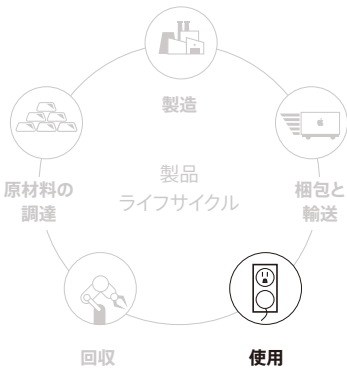 製造
原材料の
調達
製品
ライフサイクル
梱包と
輸送
回収
使用